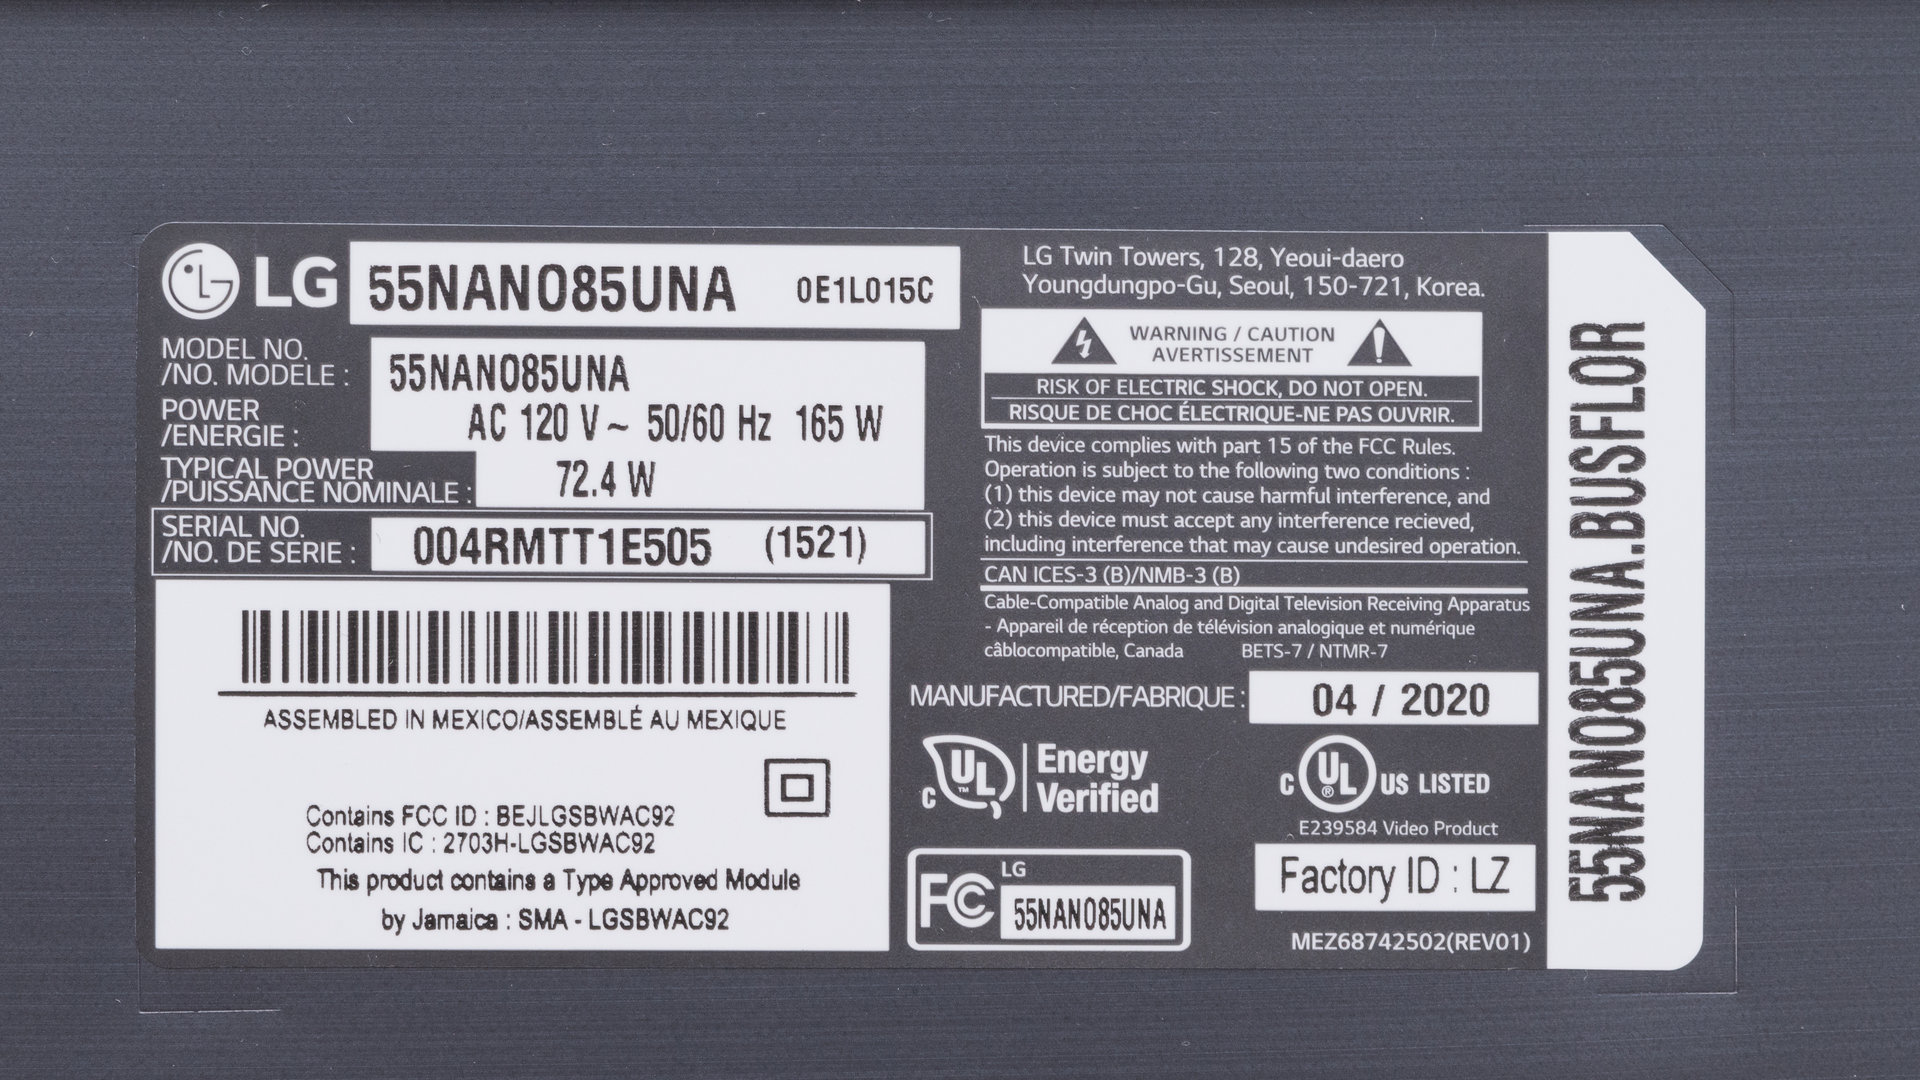 LG 55NANO85UNA 0E1L015C
MODEL NO.
/NO. MODELE : 55NANO85UNA
POWER
/ENERGIE : AC 120 V ~ 50/60 Hz 165 W
TYPICAL POWER
/PUISSANCE NOMINALE : 72.4 W
SERIAL NO.
/NO. DE SERIE : 004RMTT1E505 (1521)
ASSEMBLED IN MEXICO/ASSEMBLÉ AU MEXIQUE
Contains FCC ID : BEJLGSBWAC92
Contains IC : 2703H-LGSBWAC92
This product contains a Type Approved Module
by Jamaica : SMA - LGSBWAC92
LG Twin Towers, 128, Yeoui-daero
Youngdungpo-Gu, Seoul, 150-721, Korea.
WARNING / CAUTION
AVERTISSEMENT
RISK OF ELECTRIC SHOCK, DO NOT OPEN.
RISQUE DE CHOC ÉLECTRIQUE-NE PAS OUVRIR.
This device complies with part 15 of the FCC Rules.
Operation is subject to the following two conditions :
(1) this device may not cause harmful interference, and
(2) this device must accept any interference recieved,
including interference that may cause undesired operation.
CAN ICES-3 (B)/NMB-3 (B)
Cable-Compatible Analog and Digital Television Receiving Apparatus
- Appareil de réception de télévision analogique et numérique
câblocompatible, Canada BETS-7 / NTMR-7
MANUFACTURED/FABRIQUE : 04 / 2020
C UL ™ Energy
Verified
C UL ® US LISTED
E239584 Video Product
FC LG
55NANO85UNA
Factory ID : LZ
MEZ68742502(REV01)
55NANO85UNA.BUSFLOR